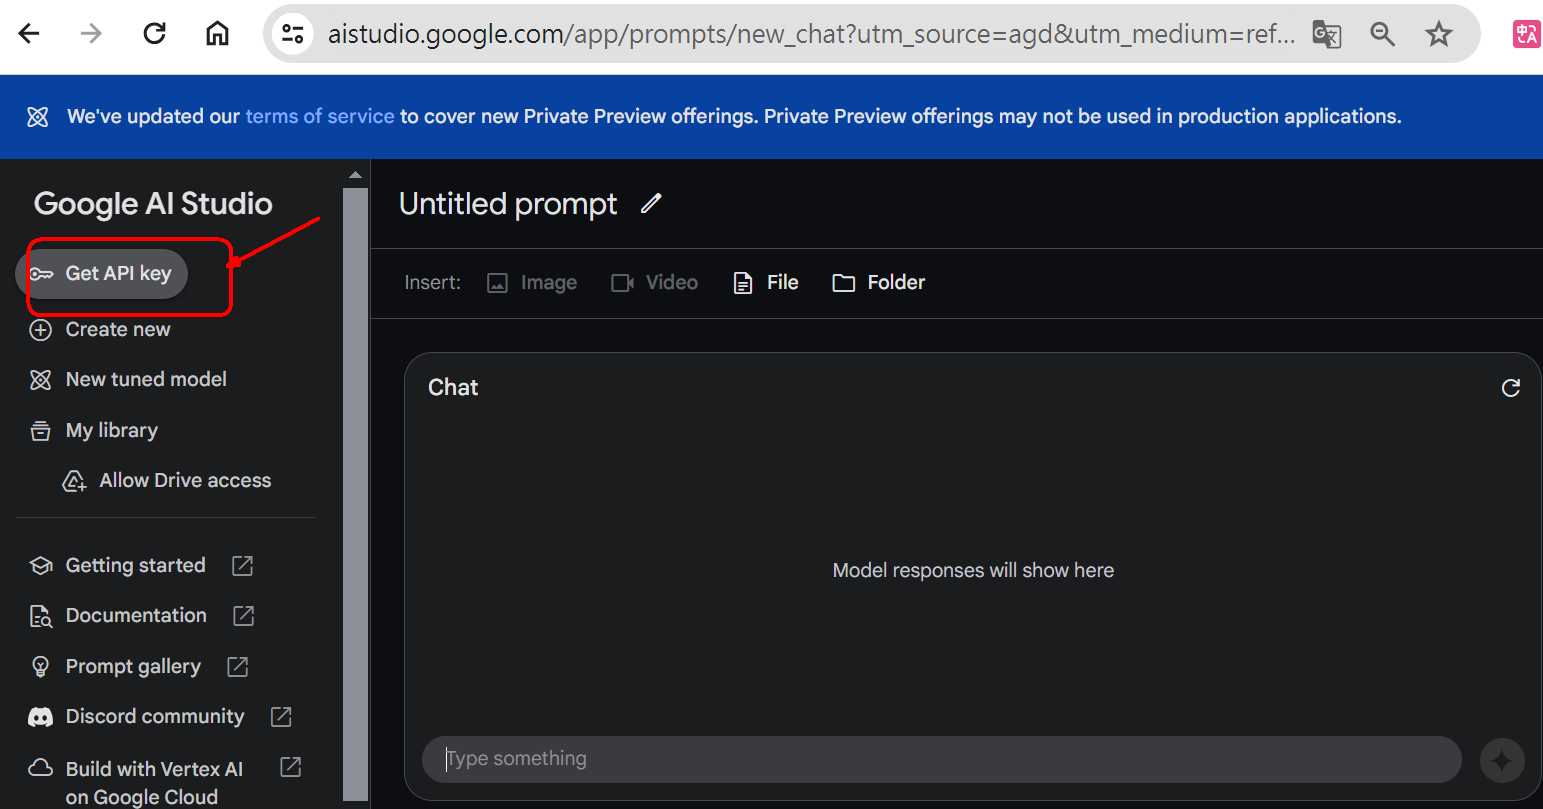 aistudio.google.com/app/prompts/new_chat?utm_source=agd&utm_medium=ref...
We've updated our terms of service to cover new Private Preview offerings. Private Preview offerings may not be used in production applications.
Google AI Studio
Get API key
Create new
New tuned model
My library
Allow Drive access
Getting started
Documentation
Prompt gallery
Discord community
Build with Vertex AI
on Google Cloud
Untitled prompt
Insert: Image Video File Folder
Chat
Model responses will show here
Type something